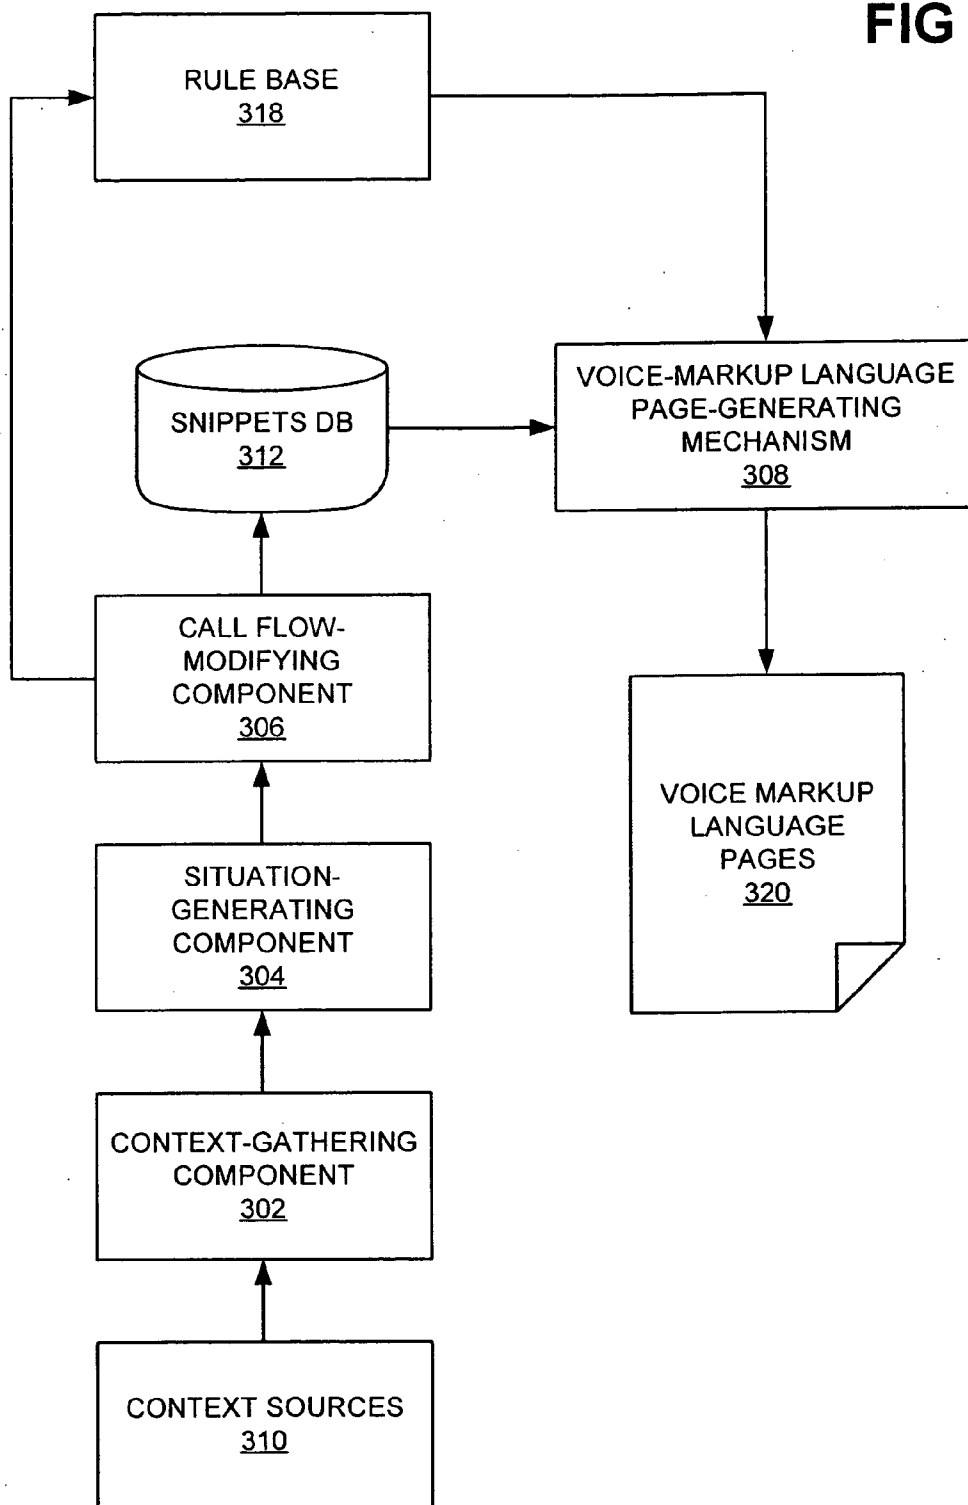 FIG
RULE BASE
318
SNIPPETS DB
312
VOICE-MARKUP LANGUAGE
PAGE-GENERATING
MECHANISM
308
CALL FLOW-
MODIFYING
COMPONENT
306
VOICE MARKUP
LANGUAGE
PAGES
320
SITUATION-
GENERATING
COMPONENT
304
CONTEXT-GATHERING
COMPONENT
302
CONTEXT SOURCES
310